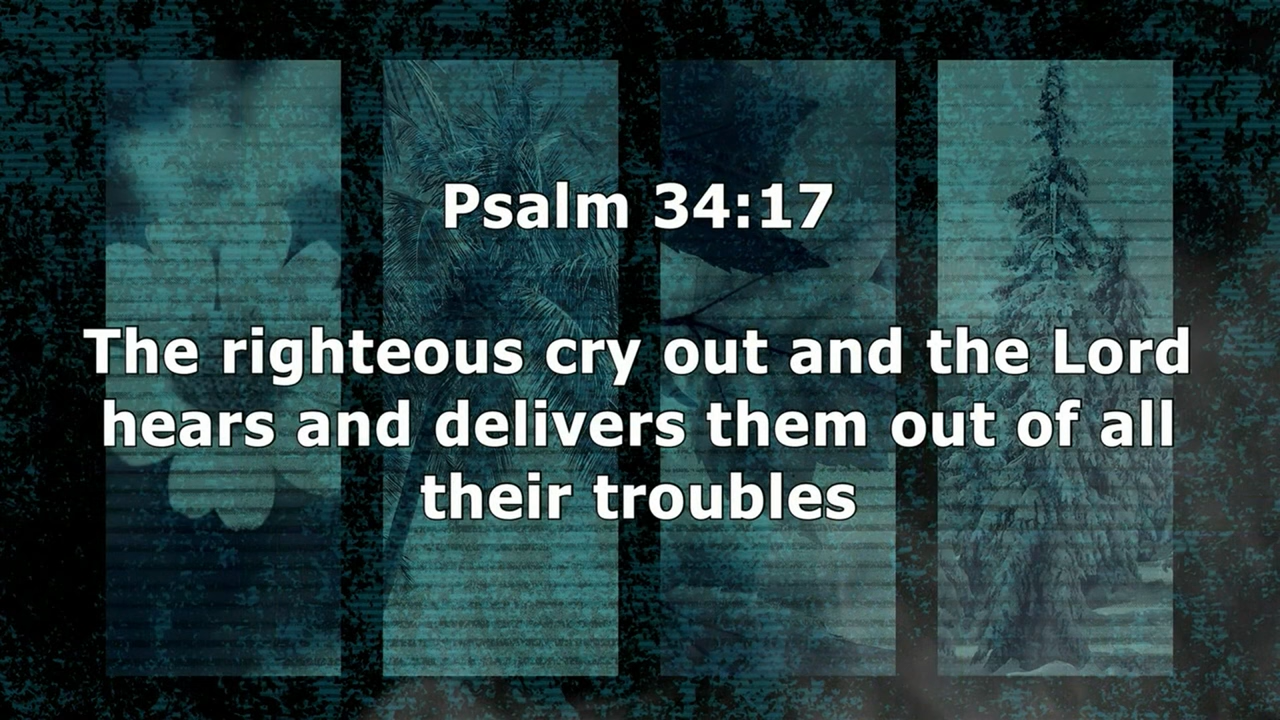 Psalm 34:17
The righteous cry out and the Lord
hears and delivers them out of all
their troubles